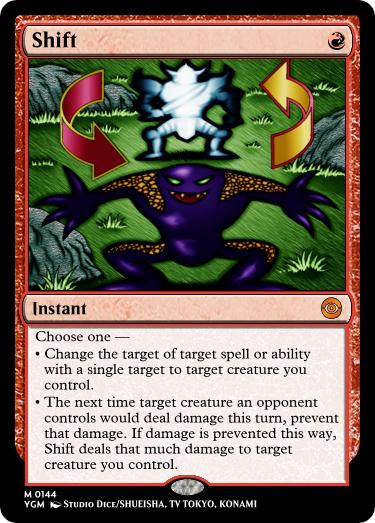 Shift
Instant
Choose one —
• Change the target of target spell or ability
with a single target to target creature you
control.
• The next time target creature an opponent
controls would deal damage this turn, prevent
that damage. If damage is prevented this way,
Shift deals that much damage to target
creature you control.
M 0144
YGM Studio Dice/SHUEISHA, TV TOKYO, KONAMI